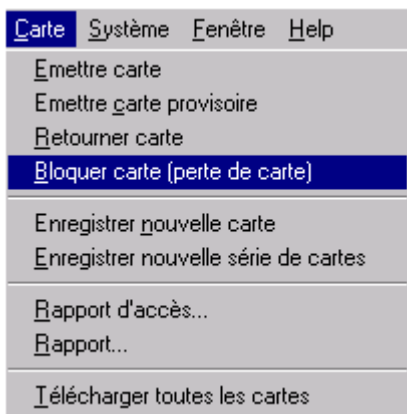 Carte Système Fenêtre Help
Emettre carte
Emettre carte provisoire
Retourner carte
Bloquer carte (perte de carte)
Enregistrer nouvelle carte
Enregistrer nouvelle série de cartes
Rapport d'accès...
Rapport...
Télécharger toutes les cartes